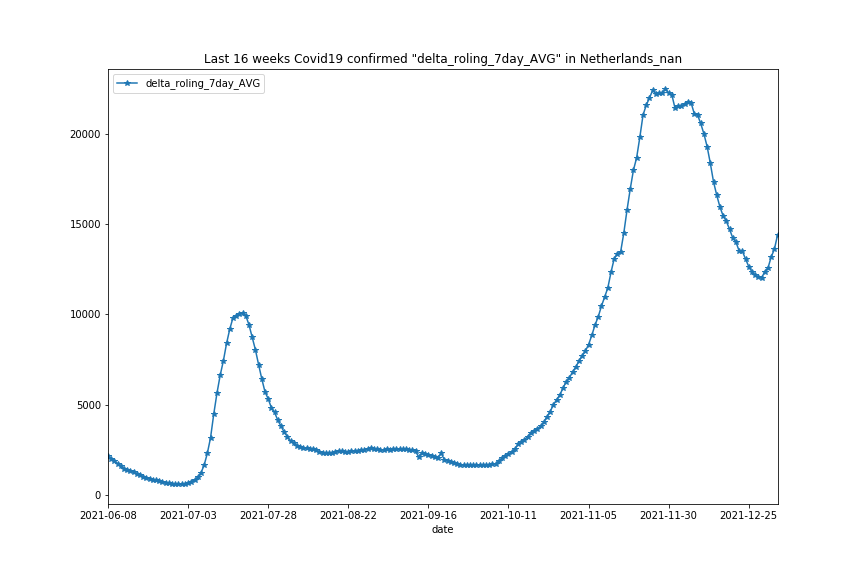 Last 16 weeks Covid19 confirmed "delta_roling_7day_AVG" in Netherlands_nan
delta_roling_7day_AVG
20000
15000
10000
5000
0
2021-06-08 2021-07-03 2021-07-28 2021-08-22 2021-09-16 2021-10-11 2021-11-05 2021-11-30 2021-12-25
date